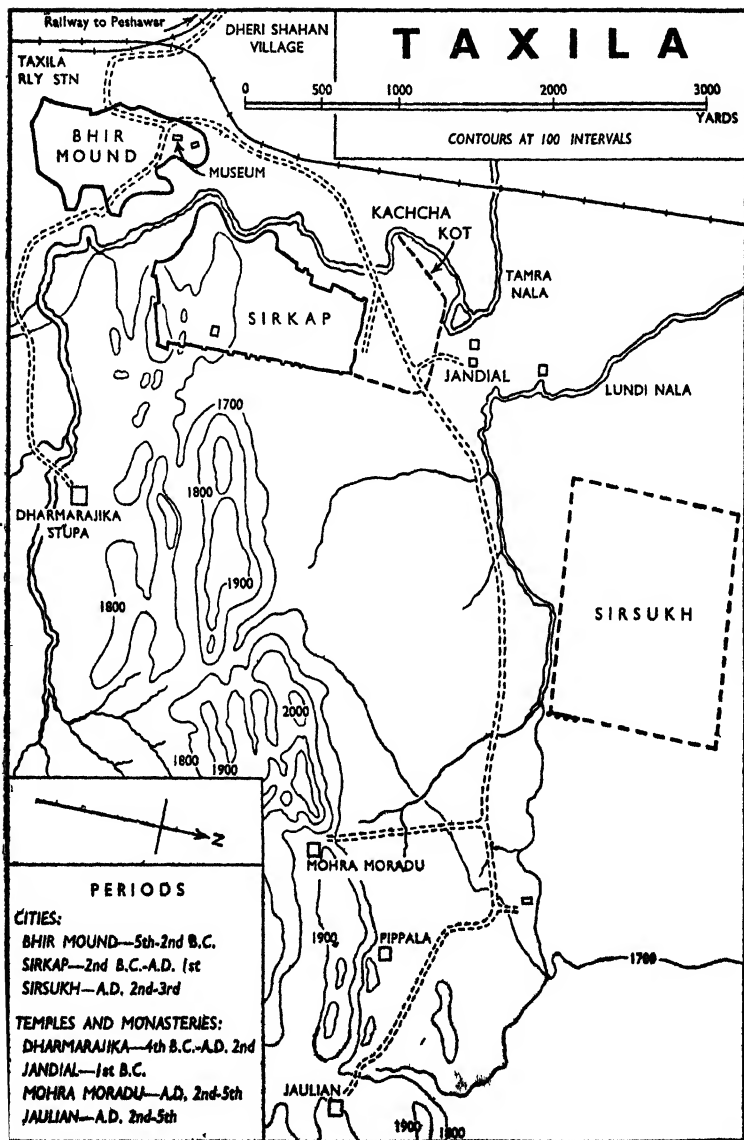 Railway to Peshawar
DHERI SHAHAN
VILLAGE
TAXILA
TAXILA
RLY STN
0 500 1000 2000 3000
YARDS
CONTOURS AT 100 INTERVALS
BHIR
MOUND
MUSEUM
KACHCHA
KOT
TAMRA
NALA
SIRKAP
JANDIAL
LUNDI NALA
1700
1800
DHARMARAJIKA
STUPA
1900
1800
SIRSUKH
2000
1800
1900
N
MOHRA MORADU
PERIODS
CITIES:
BHIR MOUND—5th-2nd B.C.
SIRKAP—2nd B.C.-A.D. 1st
SIRSUKH—A.D. 2nd-3rd
TEMPLES AND MONASTERIES:
DHARMARAJIKA—4th B.C.-A.D. 2nd
JANDIAL—1st B.C.
MOHRA MORADU—A.D. 2nd-5th
JAULIAN—A.D. 2nd-5th
1900
PIPPALA
1700
JAULIAN
1900
1800